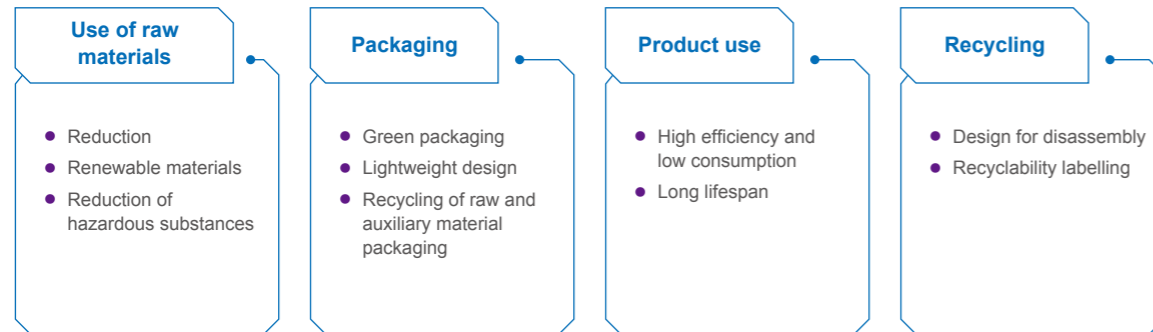 Use of raw
materials
Reduction
Renewable materials
Reduction of
hazardous substances
Packaging
Green packaging
Lightweight design
Recycling of raw and
auxiliary material
packaging
Product use
High efficiency and
low consumption
Long lifespan
Recycling
Design for disassembly
Recyclability labelling